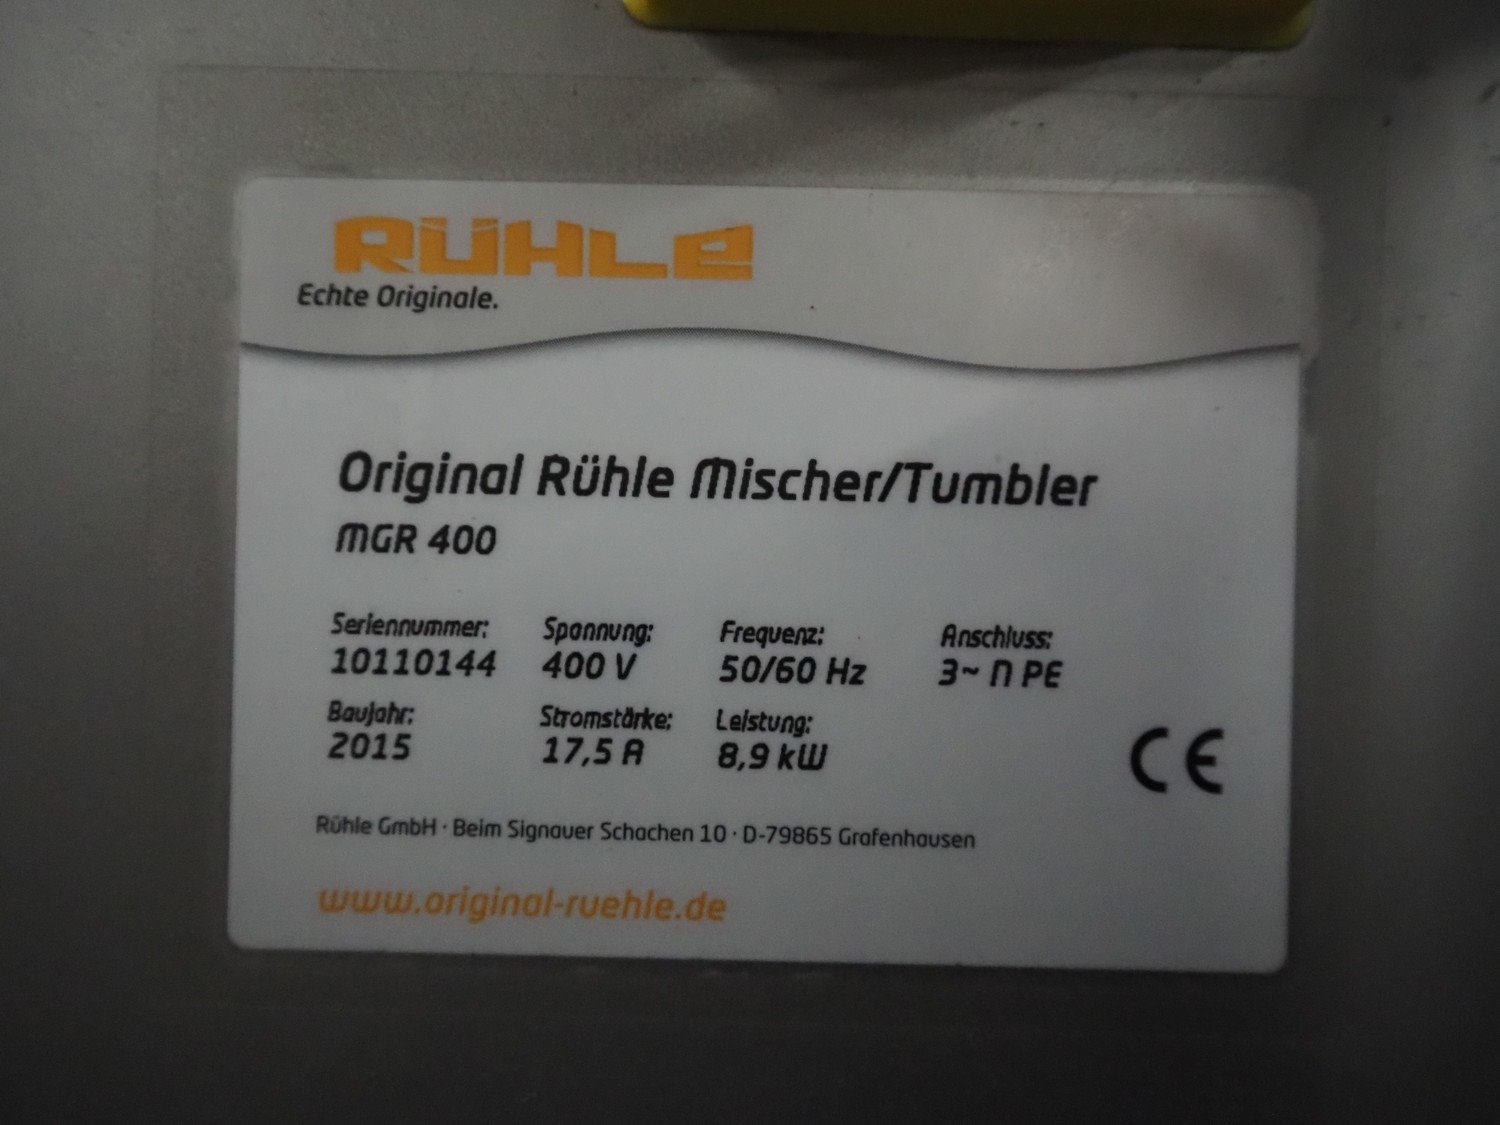 RÜHLE
Echte Originale.
Original Rühle Mischer/Tumbler
MGR 400
Seriennummer: Spannung: Frequenz: Anschluss:
10110144 400 V 50/60 Hz 3~ N PE
Baujahr: Stromstärke: Leistung:
2015 17,5 A 8,9 kW
CE
Rühle GmbH · Beim Signauer Schachen 10 · D-79865 Grafenhausen
www.original-ruehle.de